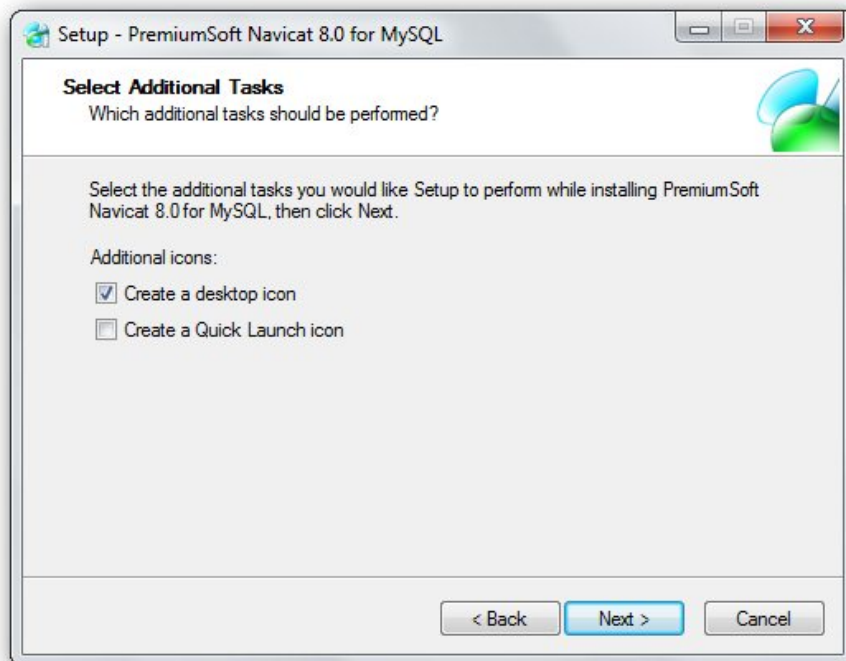 Setup - PremiumSoft Navicat 8.0 for MySQL
Select Additional Tasks
Which additional tasks should be performed?
Select the additional tasks you would like Setup to perform while installing PremiumSoft
Navicat 8.0 for MySQL, then click Next.
Additional icons:
Create a desktop icon
Create a Quick Launch icon
< Back
Next >
Cancel